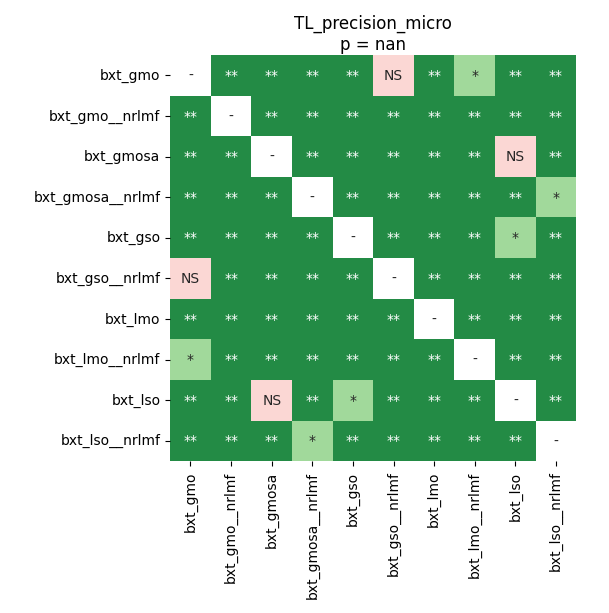 TL_precision_micro
p = nan
bxt_gmo - ** ** ** ** NS ** * ** **
bxt_gmo__nrlmf ** - ** ** ** ** ** ** ** **
bxt_gmosa ** ** - ** ** ** ** ** NS **
bxt_gmosa__nrlmf ** ** ** - ** ** ** ** ** *
bxt_gso ** ** ** ** - ** ** ** * **
bxt_gso__nrlmf NS ** ** ** ** - ** ** ** **
bxt_lmo ** ** ** ** ** ** - ** ** **
bxt_lmo__nrlmf * ** ** ** ** ** ** - ** **
bxt_lso ** ** NS ** * ** ** ** - **
bxt_lso__nrlmf ** ** ** * ** ** ** ** ** -
bxt_gmo
bxt_gmo__nrlmf
bxt_gmosa
bxt_gmosa__nrlmf
bxt_gso
bxt_gso__nrlmf
bxt_lmo
bxt_lmo__nrlmf
bxt_lso
bxt_lso__nrlmf